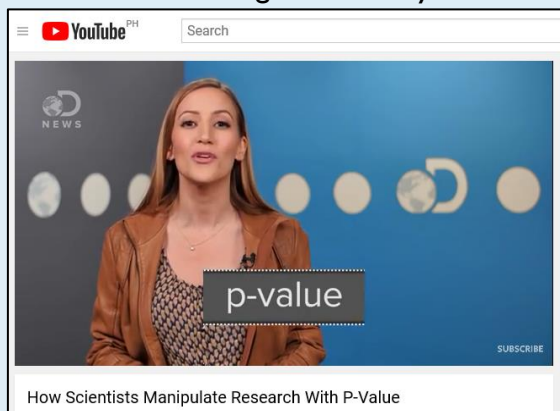 YouTube PH
Search
NEWS
p-value
SUBSCRIBE
How Scientists Manipulate Research With P-Value